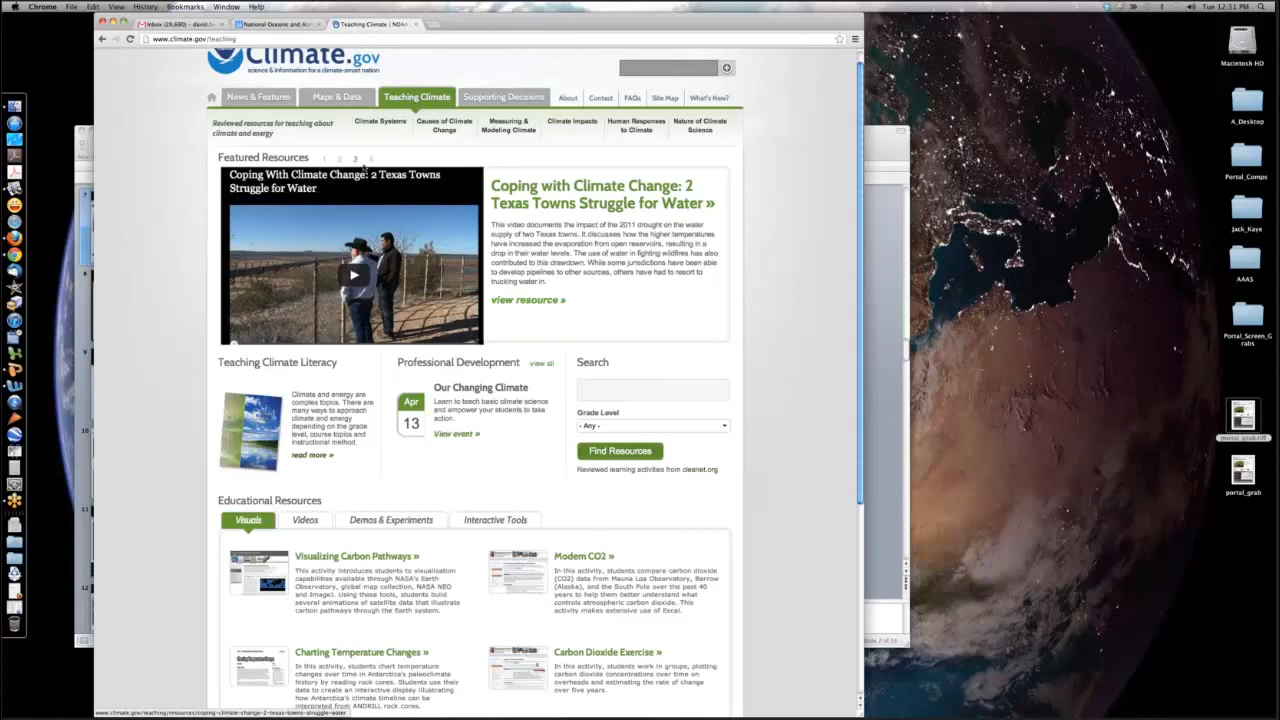 Chrome File Edit View History Bookmarks Window Help
Tue 12:31 PM
Inbox (29,680) - david.he
National Oceanic and Atm
Teaching Climate | NOA
www.climate.gov/teaching
Climate.gov
science & information for a climate-smart nation
News & Features
Maps & Data
Teaching Climate
Supporting Decisions
About
Contact
FAQs
Site Map
What's New?
Reviewed resources for teaching about
climate and energy
Climate Systems
Causes of Climate
Change
Measuring &
Modeling Climate
Climate Impacts
Human Responses
to Climate
Nature of Climate
Science
Featured Resources
1 2 3 4
Coping With Climate Change: 2 Texas Towns
Struggle for Water
Coping with Climate Change: 2
Texas Towns Struggle for Water »
This video documents the impact of the 2011 drought on the water
supply of two Texas towns. It discusses how the higher temperatures
have increased the evaporation from open reservoirs, resulting in a
drop in their water levels. The use of water in fighting wildfires has also
contributed to this drawdown. While some jurisdictions have been able
to develop pipelines to other sources, others have had to resort to
trucking water in.
view resource »
Teaching Climate Literacy
Climate and energy are
complex topics. There are
many ways to approach
climate and energy
depending on the grade
level, course topics and
instructional method.
read more »
Professional Development
view all
Apr
13
Our Changing Climate
Learn to teach basic climate science
and empower your students to take
action.
View event »
Search
Grade Level
- Any -
Find Resources
Reviewed learning activities from cleanet.org
Educational Resources
Visuals
Videos
Demos & Experiments
Interactive Tools
Visualizing Carbon Pathways »
This activity introduces students to visualization
capabilities available through NASA's Earth
Observatory, global map collection, NASA NEO
and ImageJ. Using these tools, students build
several animations of satellite data that illustrate
carbon pathways through the Earth system.
Modern CO2 »
In this activity, students compare carbon dioxide
(CO2) data from Mauna Loa Observatory, Barrow
(Alaska), and the South Pole over the past 40
years to help them better understand what
controls atmospheric carbon dioxide. This
activity makes extensive use of Excel.
Charting Temperature Changes »
In this activity, students chart temperature
changes over time in Antarctica's paleoclimate
history by reading rock cores. Students use their
data to create an interactive display illustrating
how Antarctica's climate timeline can be
interpreted from ANDRILL rock cores.
Carbon Dioxide Exercise »
In this activity, students work in groups, plotting
carbon dioxide concentrations over time on
overheads and estimating the rate of change
over five years.
www.climate.gov/teaching/resources/coping-climate-change-2-texas-towns-struggle-water
7
8
10
11
12
Macintosh HD
A_Desktop
Portal_Comps
Jack_Kaye
AAAS
Portal_Screen_G
rabs
portal_grab.tiff
portal_grab